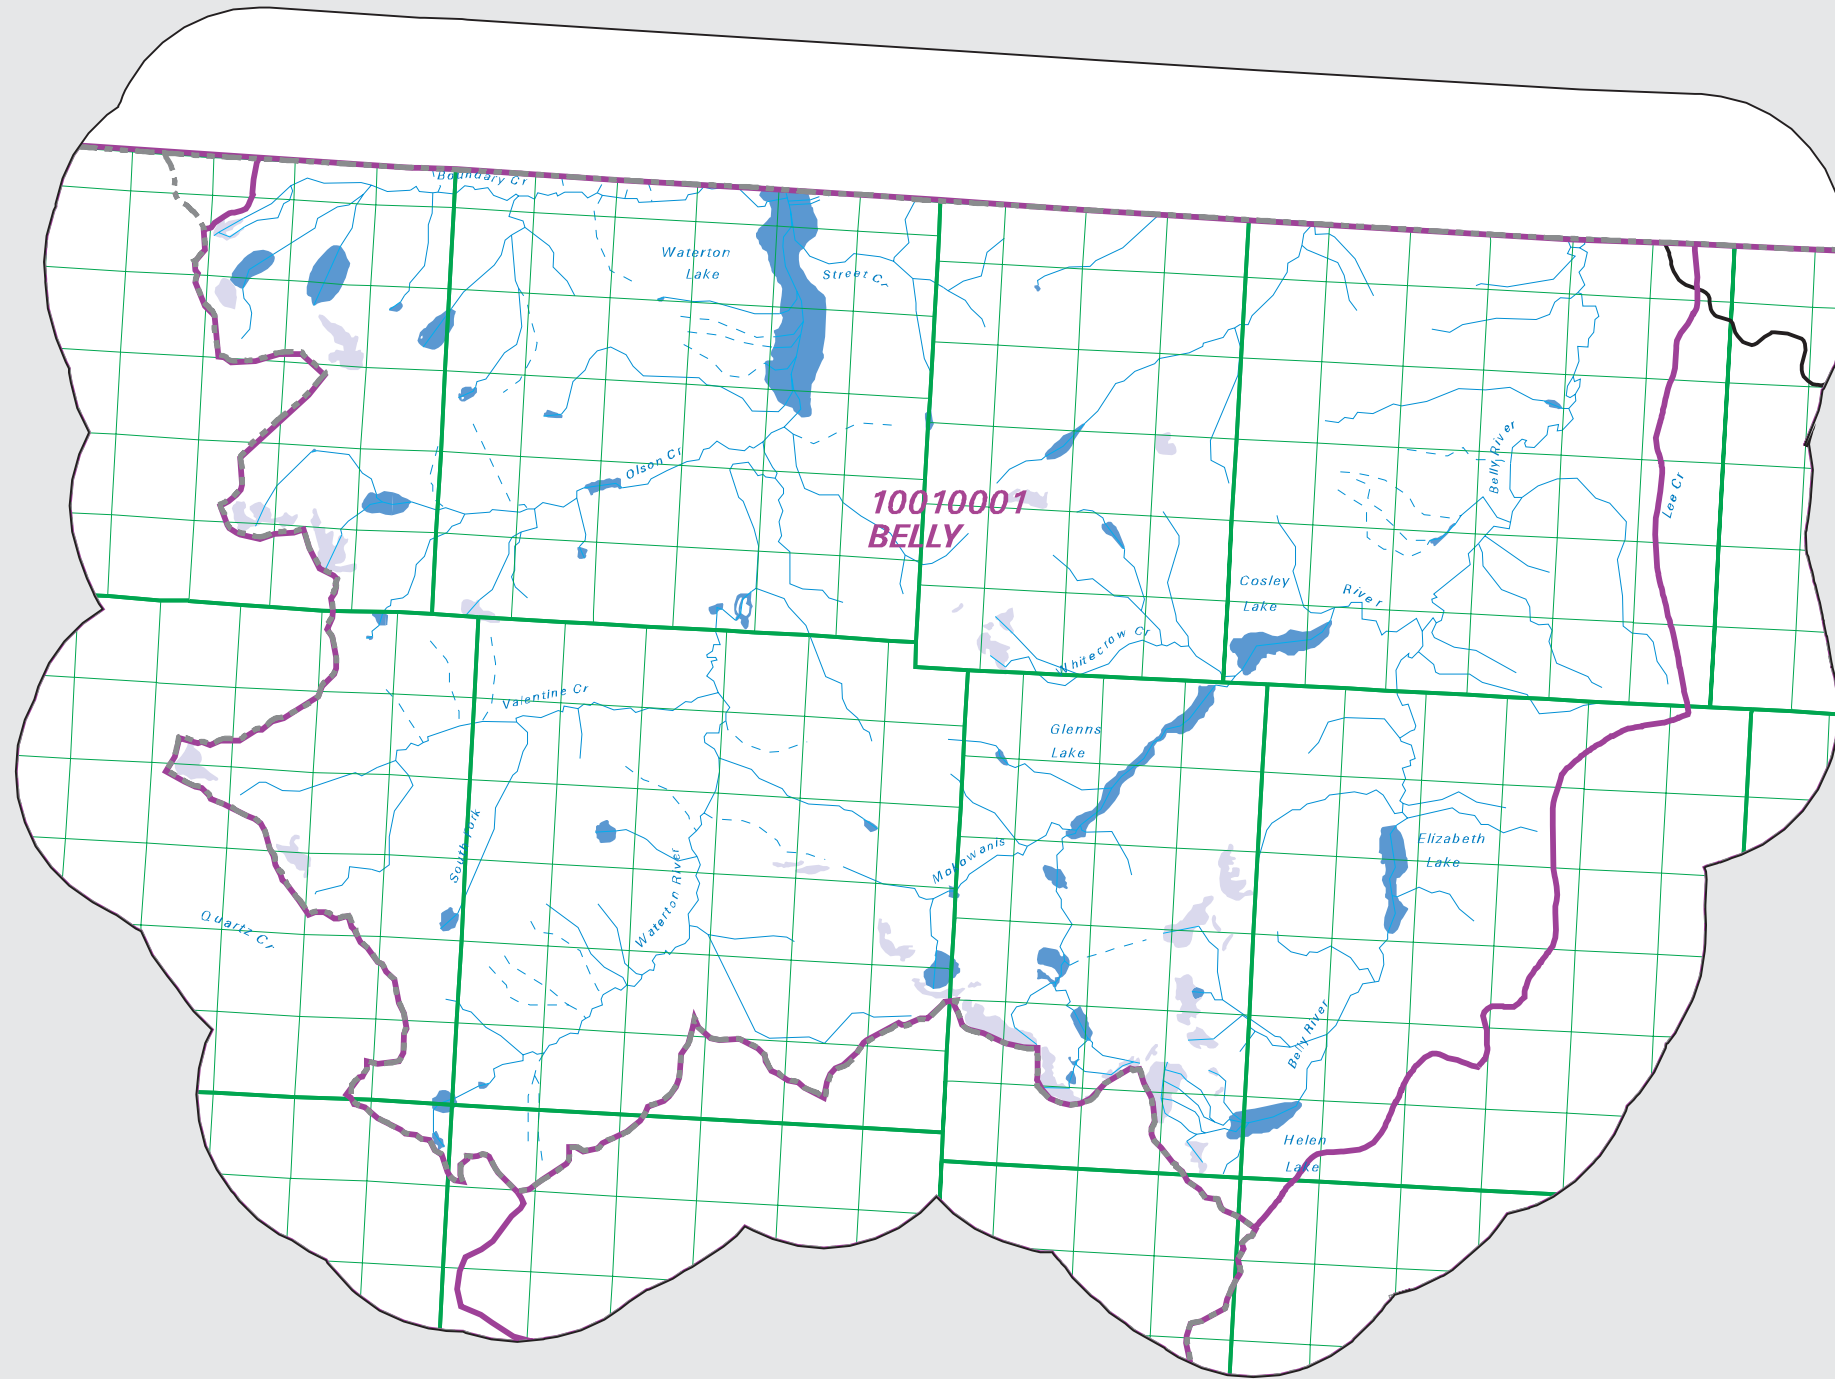 Boundary Cr
Waterton
Lake
Street Cr
Olson Cr
Belly River
Lee Cr
10010001
BELLY
Cosley
Lake
River
Whitecrow Cr
Valentine Cr
Glenns
Lake
South Fork
Waterton River
Mokowanis
Elizabeth
Lake
Quartz Cr
Belly River
Helen
Lake